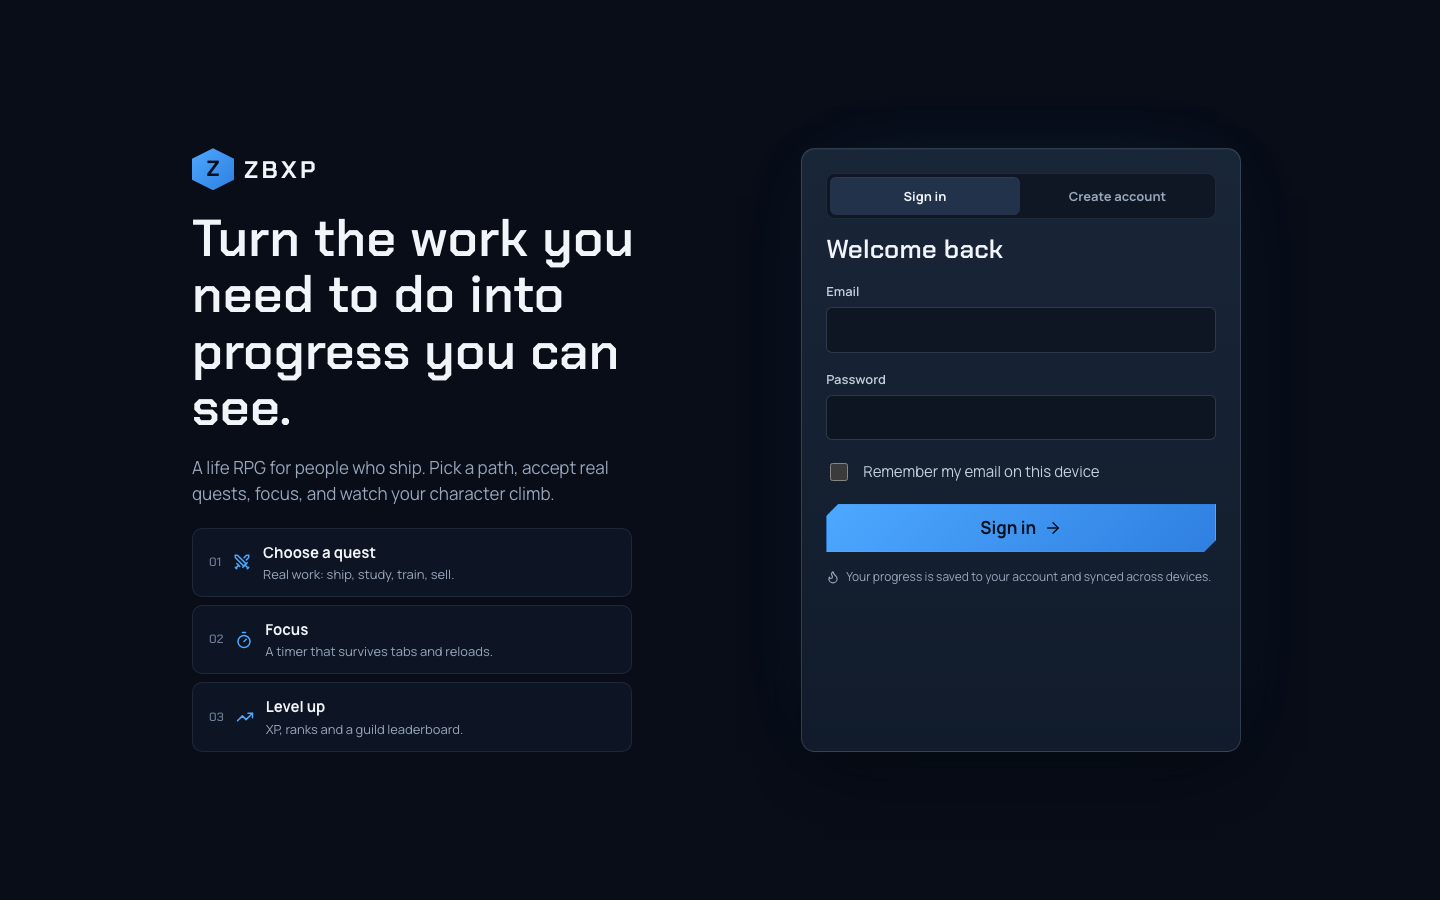 Z ZBXP
Turn the work you
need to do into
progress you can
see.
A life RPG for people who ship. Pick a path, accept real
quests, focus, and watch your character climb.
01 Choose a quest
Real work: ship, study, train, sell.
02 Focus
A timer that survives tabs and reloads.
03 Level up
XP, ranks and a guild leaderboard.
Sign in Create account
Welcome back
Email
Password
Remember my email on this device
Sign in →
Your progress is saved to your account and synced across devices.